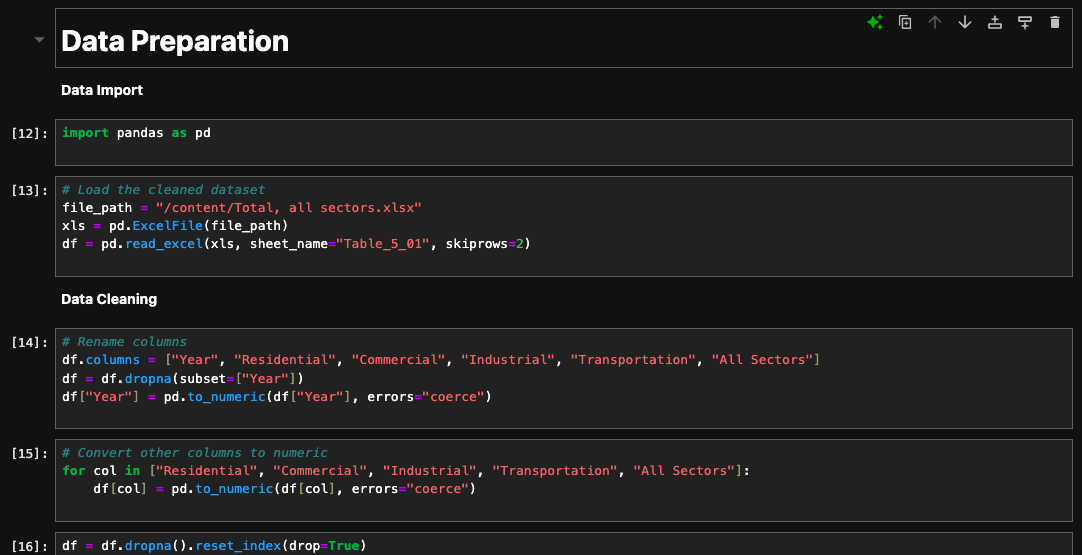 Data Preparation
Data Import
[12]: import pandas as pd
[13]: # Load the cleaned dataset
file_path = "/content/Total, all sectors.xlsx"
xls = pd.ExcelFile(file_path)
df = pd.read_excel(xls, sheet_name="Table_5_01", skiprows=2)
Data Cleaning
[14]: # Rename columns
df.columns = ["Year", "Residential", "Commercial", "Industrial", "Transportation", "All Sectors"]
df = df.dropna(subset=["Year"])
df["Year"] = pd.to_numeric(df["Year"], errors="coerce")
[15]: # Convert other columns to numeric
for col in ["Residential", "Commercial", "Industrial", "Transportation", "All Sectors"]:
    df[col] = pd.to_numeric(df[col], errors="coerce")
[16]: df = df.dropna().reset_index(drop=True)